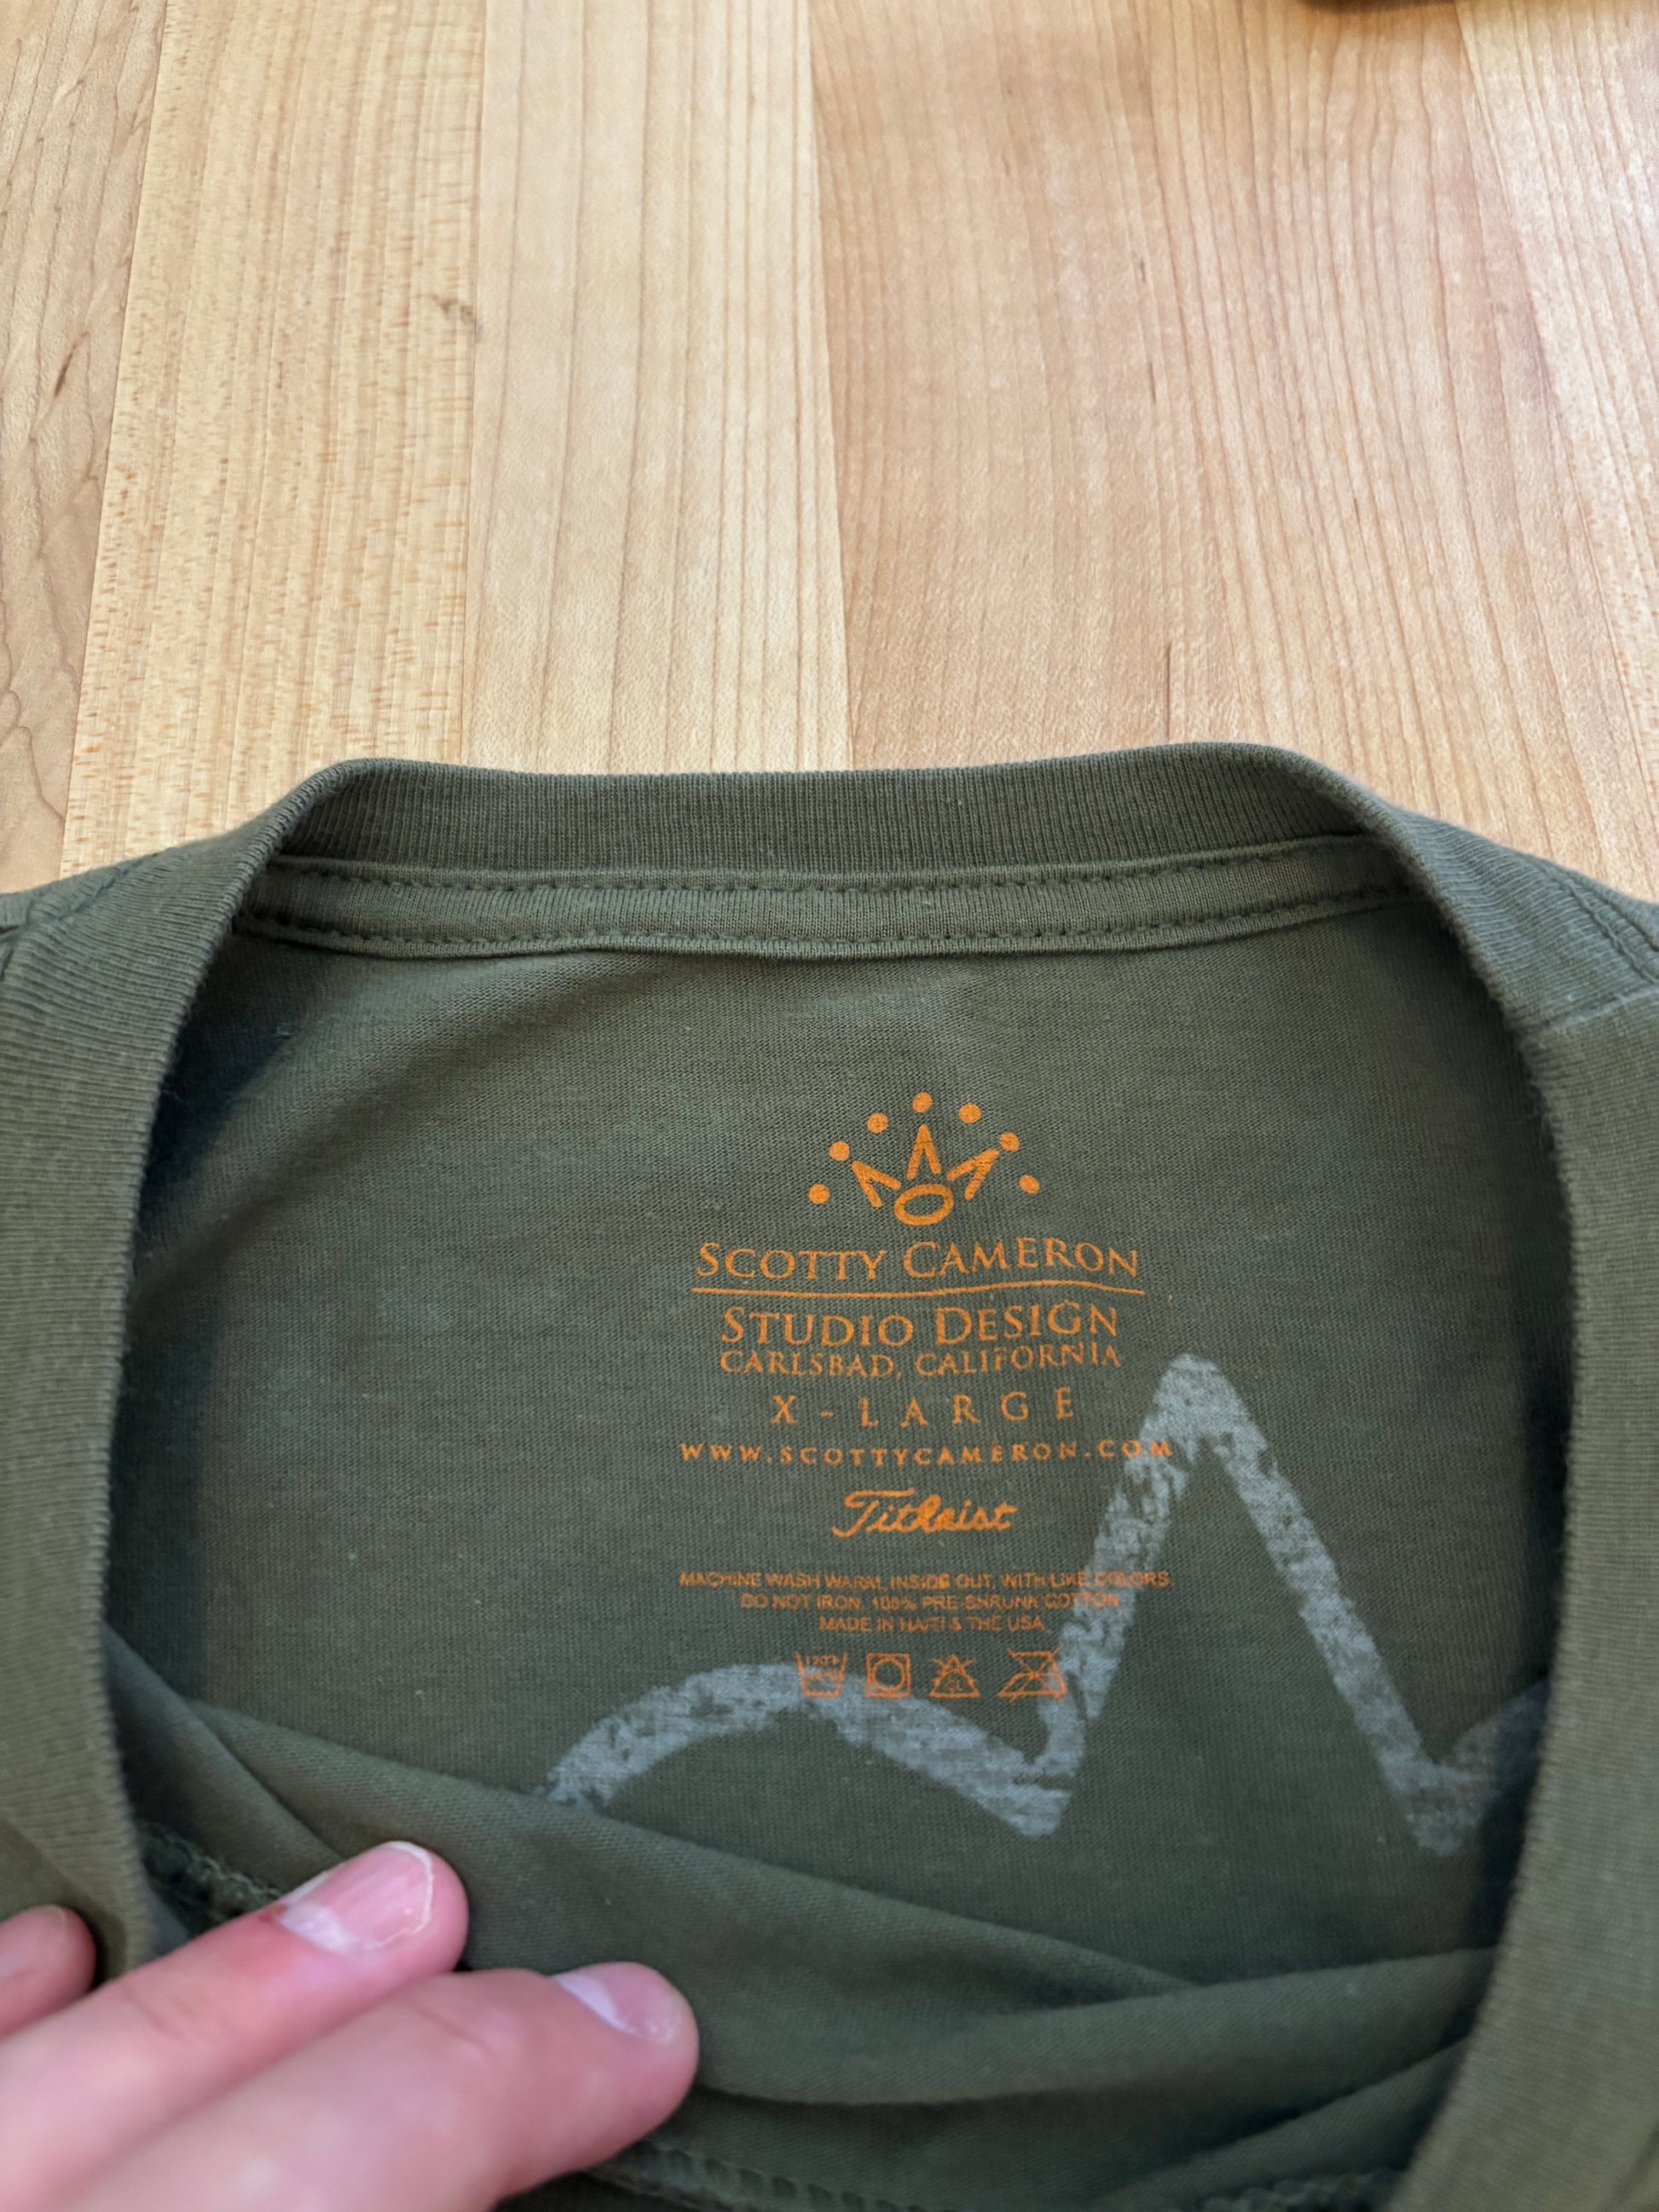 SCOTTY CAMERON
STUDIO DESIGN
CARLSBAD, CALIFORNIA
X-LARGE
WWW.SCOTTYCAMERON.COM
Titleist
MACHINE WASH WARM, INSIDE OUT, WITH LIKE COLORS.
DO NOT IRON. 100% PRE-SHRUNK COTTON
MADE IN HAITI & THE USA